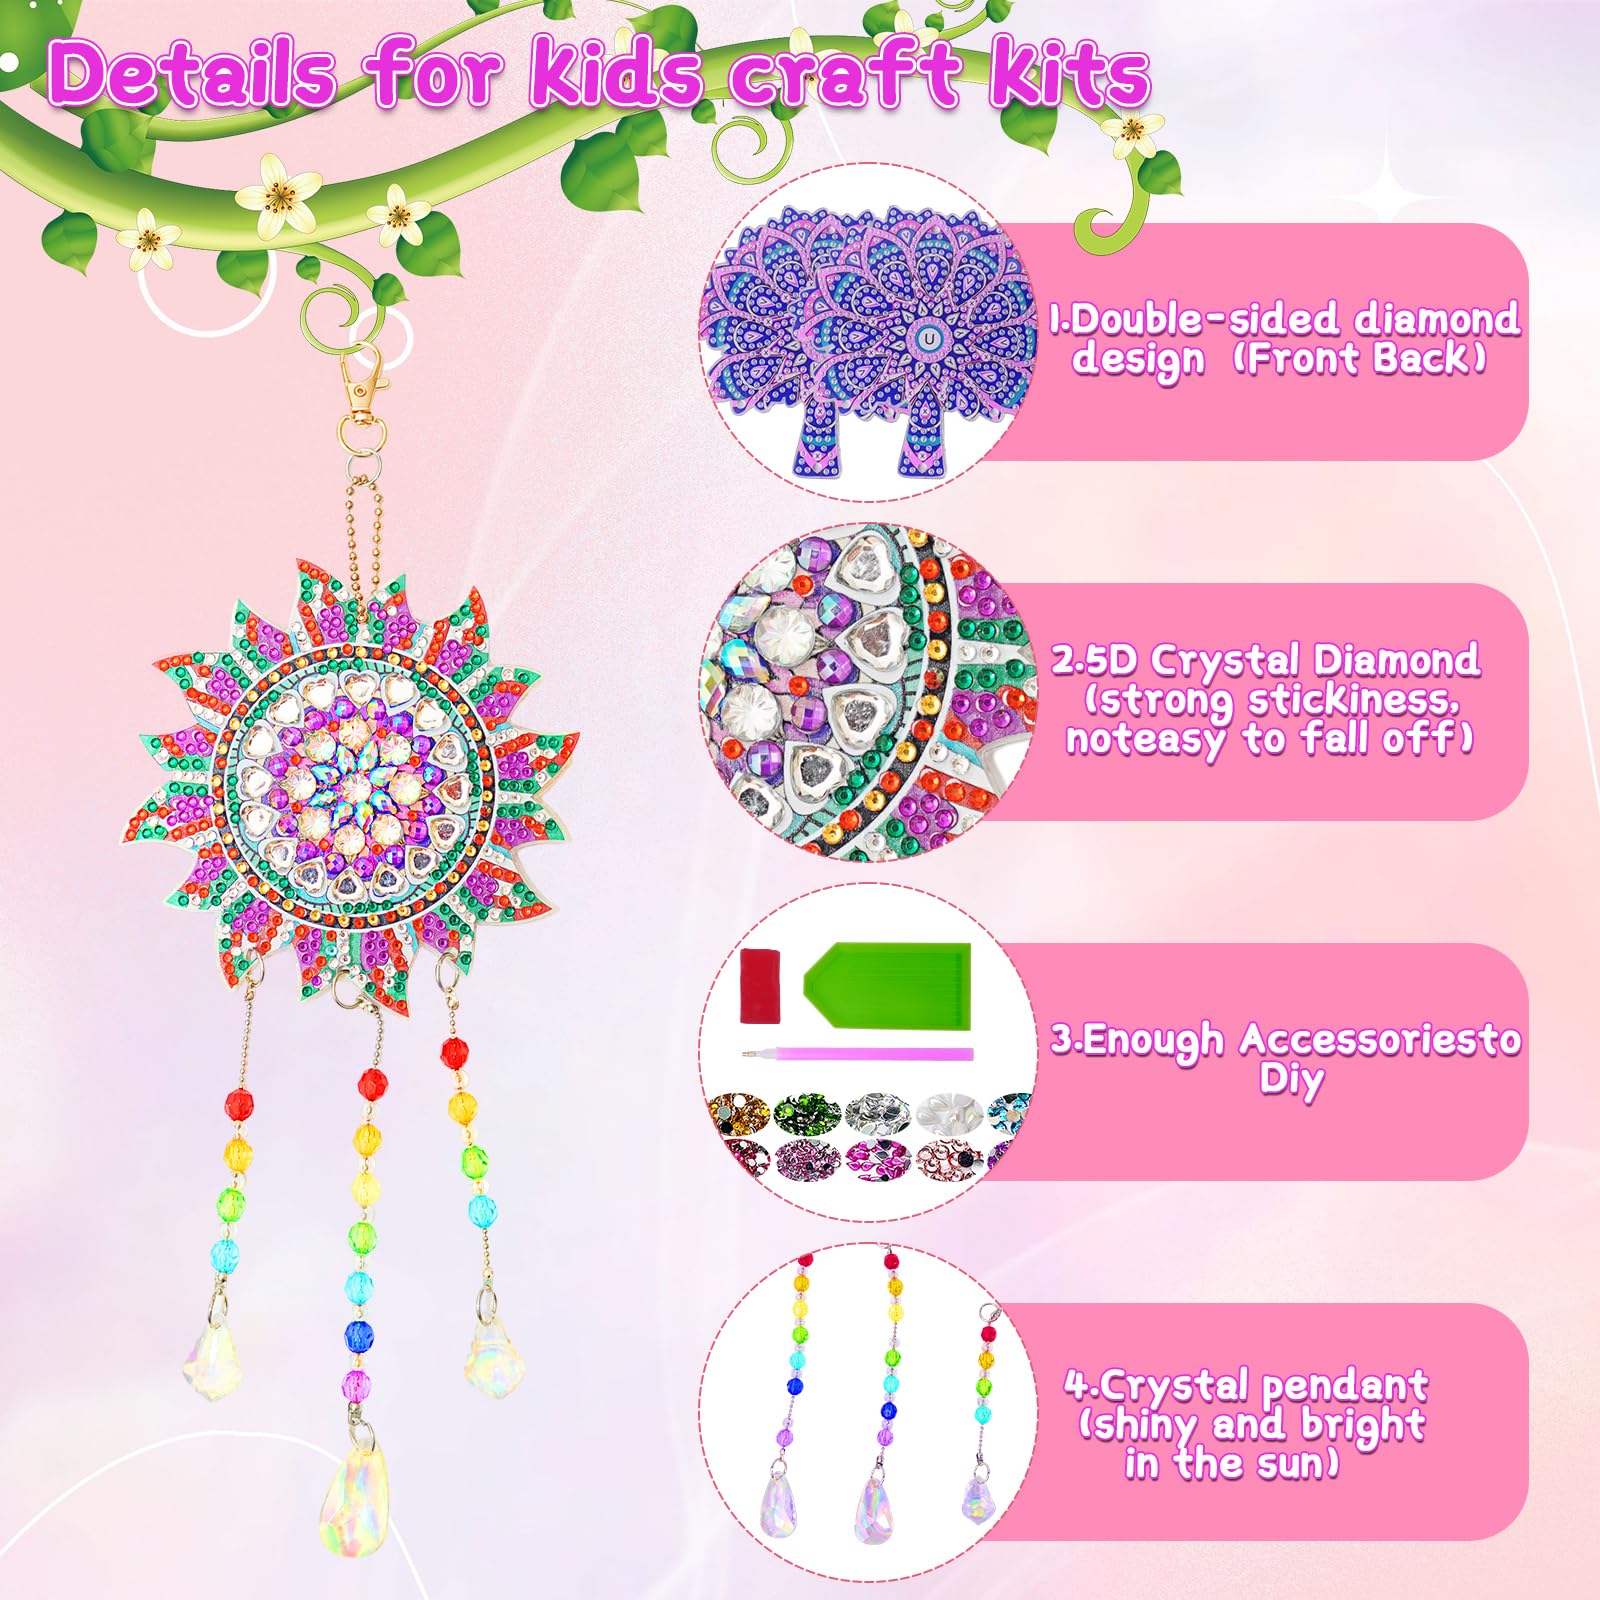 Details for kids craft kits
1.Double-sided diamond
design (Front Back)
U
2.5D Crystal Diamond
(strong stickiness,
noteasy to fall off)
3.Enough Accessoriesto
Diy
4.Crystal pendant
(shiny and bright
in the sun)